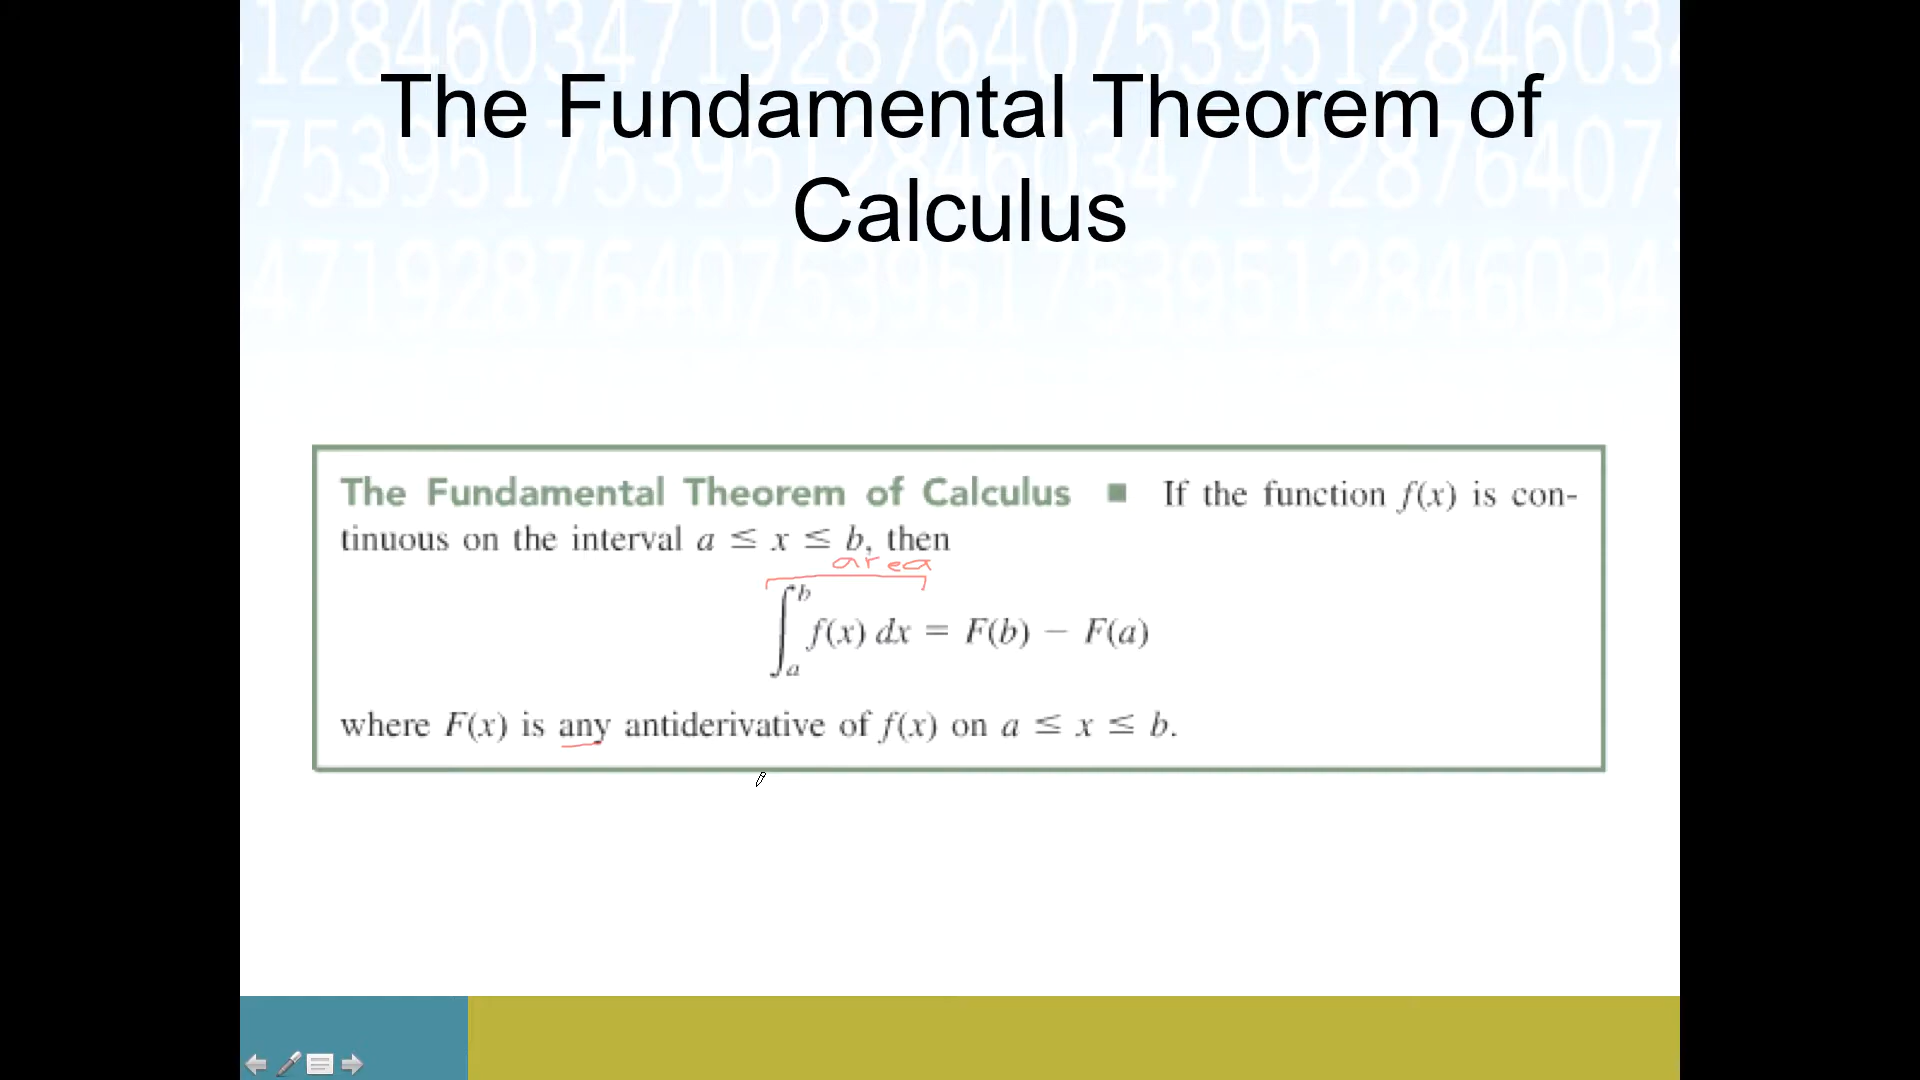 The Fundamental Theorem of
Calculus
The Fundamental Theorem of Calculus ■ If the function f(x) is con-
tinuous on the interval a ≤ x ≤ b, then
area
∫_a^b f(x) dx = F(b) − F(a)
where F(x) is any antiderivative of f(x) on a ≤ x ≤ b.